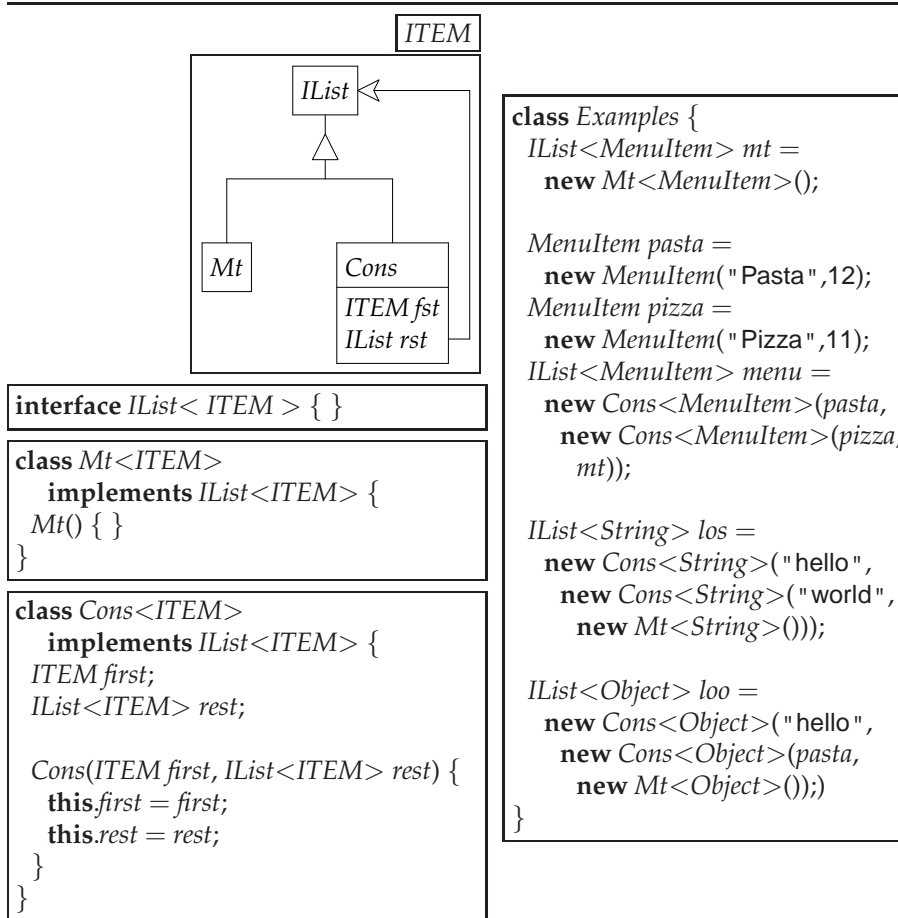 ITEM
IList
Mt
Cons
ITEM fst
IList rst
interface IList< ITEM > { }
class Mt<ITEM>
implements IList<ITEM> {
Mt() { }
}
class Cons<ITEM>
implements IList<ITEM> {
ITEM first;
IList<ITEM> rest;
Cons(ITEM first, IList<ITEM> rest) {
this.first = first;
this.rest = rest;
}
}
class Examples {
IList<MenuItem> mt =
new Mt<MenuItem>();
MenuItem pasta =
new MenuItem("Pasta",12);
MenuItem pizza =
new MenuItem("Pizza",11);
IList<MenuItem> menu =
new Cons<MenuItem>(pasta,
new Cons<MenuItem>(pizza,
mt));
IList<String> los =
new Cons<String>("hello",
new Cons<String>("world",
new Mt<String>()));
IList<Object> loo =
new Cons<Object>("hello",
new Cons<Object>(pasta,
new Mt<Object>());)
}